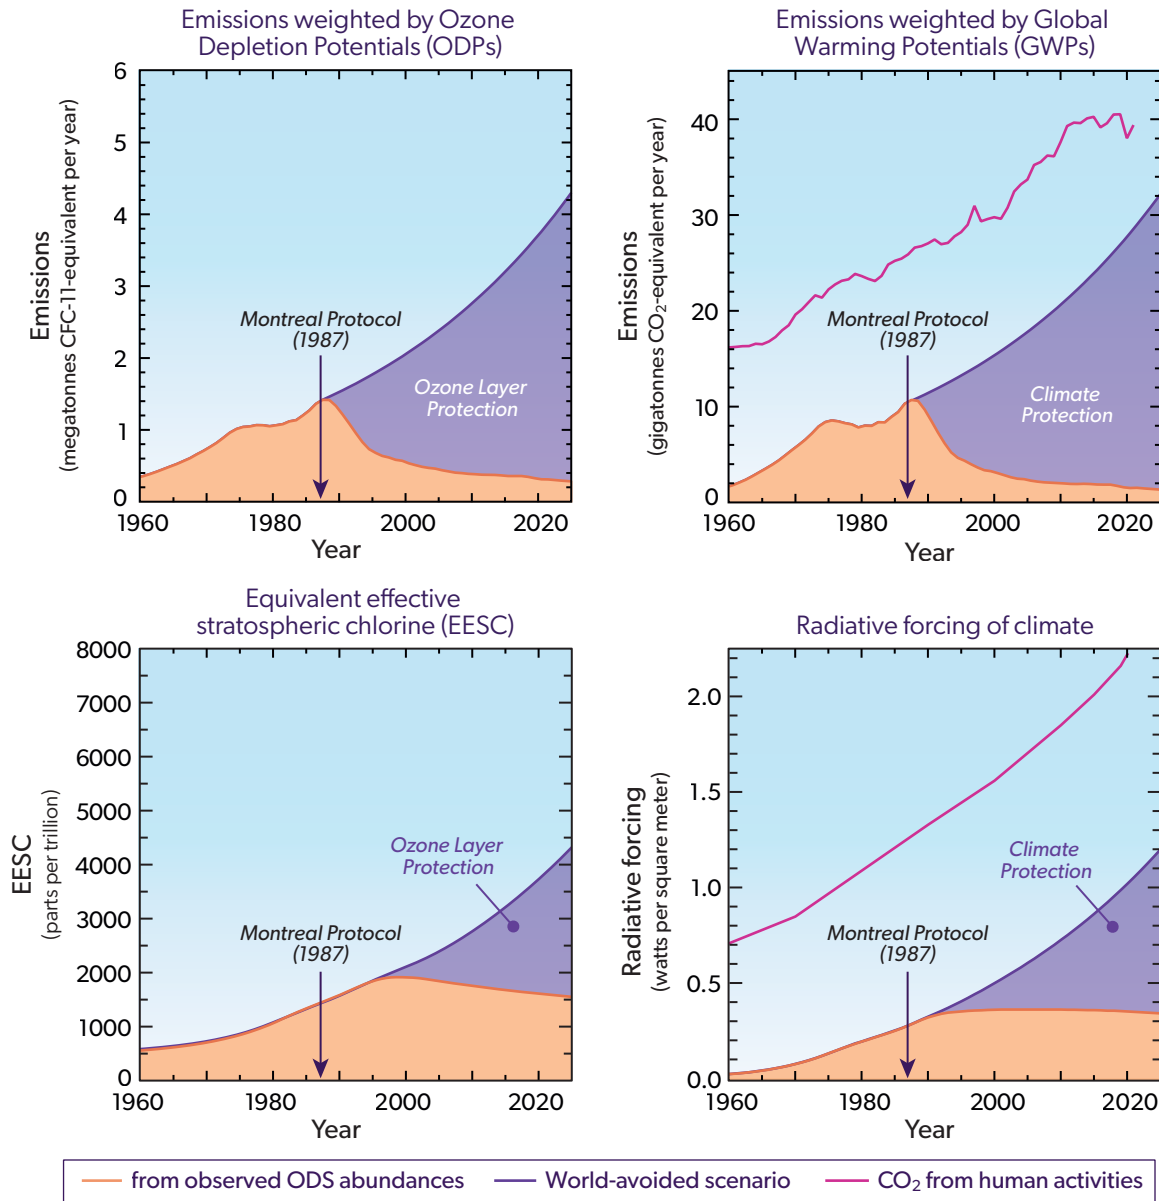 Emissions weighted by Ozone
Depletion Potentials (ODPs)
6
5
4
3
2
1
0
Emissions
(megatonnes CFC-11-equivalent per year)
Montreal Protocol
(1987)
Ozone Layer
Protection
1960
1980
2000
2020
Year
Emissions weighted by Global
Warming Potentials (GWPs)
40
30
20
10
0
Emissions
(gigatonnes CO₂-equivalent per year)
Montreal Protocol
(1987)
Climate
Protection
1960
1980
2000
2020
Year
Equivalent effective
stratospheric chlorine (EESC)
8000
7000
6000
5000
4000
3000
2000
1000
0
EESC
(parts per trillion)
Ozone Layer
Protection
Montreal Protocol
(1987)
1960
1980
2000
2020
Year
Radiative forcing of climate
2.0
1.5
1.0
0.5
0.0
Radiative forcing
(watts per square meter)
Climate
Protection
Montreal Protocol
(1987)
1960
1980
2000
2020
Year
from observed ODS abundances
World-avoided scenario
CO₂ from human activities